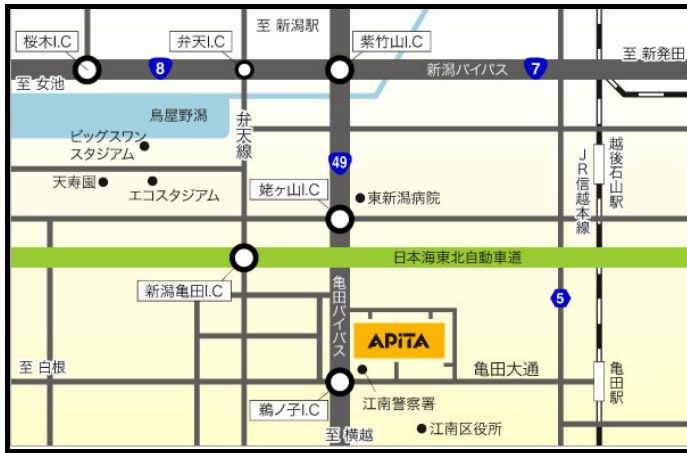 至 新潟駅
桜木I.C
弁天I.C
紫竹山I.C
至 新発田
8
新潟バイパス
7
至 女池
鳥屋野潟
弁天線
ビッグスワン
スタジアム
49
天寿園
エコスタジアム
姥ヶ山I.C
東新潟病院
JR信越本線
越後石山駅
日本海東北自動車道
新潟亀田I.C
亀田バイパス
5
APiTA
至 白根
亀田大通
亀田駅
鵜ノ子I.C
江南警察署
至 横越
江南区役所